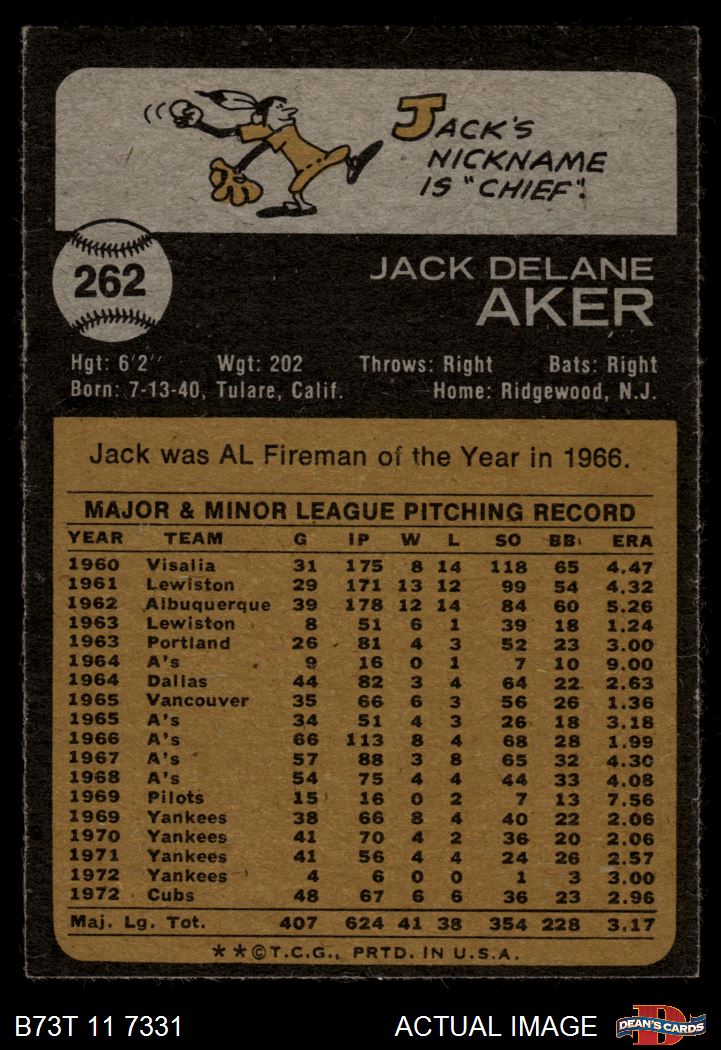 JACK'S
NICKNAME
IS "CHIEF".
262
JACK DELANE
AKER
Hgt: 6'2" Wgt: 202 Throws: Right Bats: Right
Born: 7-13-40, Tulare, Calif. Home: Ridgewood, N.J.
Jack was AL Fireman of the Year in 1966.
MAJOR & MINOR LEAGUE PITCHING RECORD
YEAR TEAM G IP W L SO BB ERA
1960 Visalia 31 175 8 14 118 65 4.47
1961 Lewiston 29 171 13 12 99 54 4.32
1962 Albuquerque 39 178 12 14 84 60 5.26
1963 Lewiston 8 51 6 1 39 18 1.24
1963 Portland 26 81 4 3 52 23 3.00
1964 A's 9 16 0 1 7 10 9.00
1964 Dallas 44 82 3 4 64 22 2.63
1965 Vancouver 35 66 6 3 56 26 1.36
1965 A's 34 51 4 3 26 18 3.18
1966 A's 66 113 8 4 68 28 1.99
1967 A's 57 88 3 8 65 32 4.30
1968 A's 54 75 4 4 44 33 4.08
1969 Pilots 15 16 0 2 7 13 7.56
1969 Yankees 38 66 8 4 40 22 2.06
1970 Yankees 41 70 4 2 36 20 2.06
1971 Yankees 41 56 4 4 24 26 2.57
1972 Yankees 4 6 0 0 1 3 3.00
1972 Cubs 48 67 6 6 36 23 2.96
Maj. Lg. Tot. 407 624 41 38 354 228 3.17
**©T.C.G., PRTD. IN U.S.A.
B73T 11 7331 ACTUAL IMAGE D DEAN'S CARDS